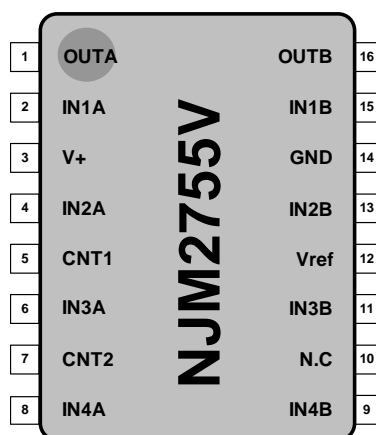 1 OUTA OUTB 16
2 IN1A IN1B 15
3 V+ GND 14
4 IN2A IN2B 13
5 CNT1 Vref 12
6 IN3A IN3B 11
7 CNT2 N.C 10
8 IN4A IN4B 9
NJM2755V